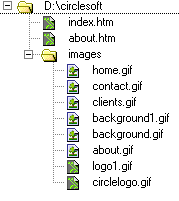 D:\circlesoft
index.htm
about.htm
images
home.gif
contact.gif
clients.gif
background1.gif
background.gif
about.gif
logo1.gif
circlelogo.gif